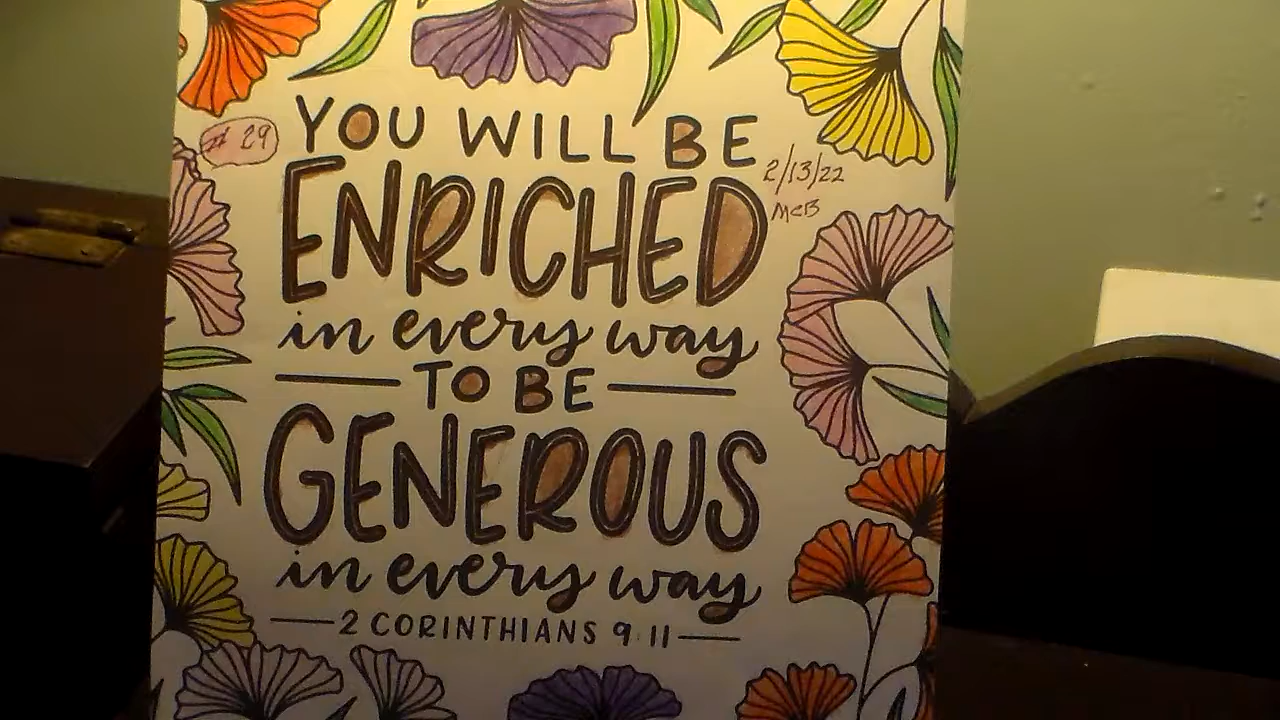 # 29
YOU WILL BE
ENRICHED
2/13/22
McB
in every way
TO BE
GENEROUS
in every way
2 CORINTHIANS 9:11